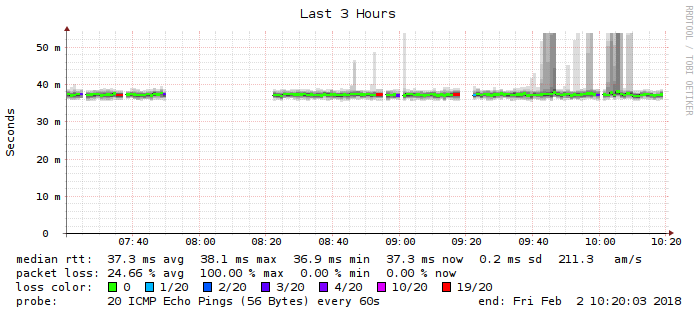 Last 3 Hours
RRDTOOL / TOBI OETIKER
Seconds
50 m
40 m
30 m
20 m
10 m
0
07:40 08:00 08:20 08:40 09:00 09:20 09:40 10:00 10:20
median rtt: 37.3 ms avg 38.1 ms max 36.9 ms min 37.3 ms now 0.2 ms sd 211.3 am/s
packet loss: 24.66 % avg 100.00 % max 0.00 % min 0.00 % now
loss color: 0 1/20 2/20 3/20 4/20 10/20 19/20
probe: 20 ICMP Echo Pings (56 Bytes) every 60s end: Fri Feb 2 10:20:03 2018